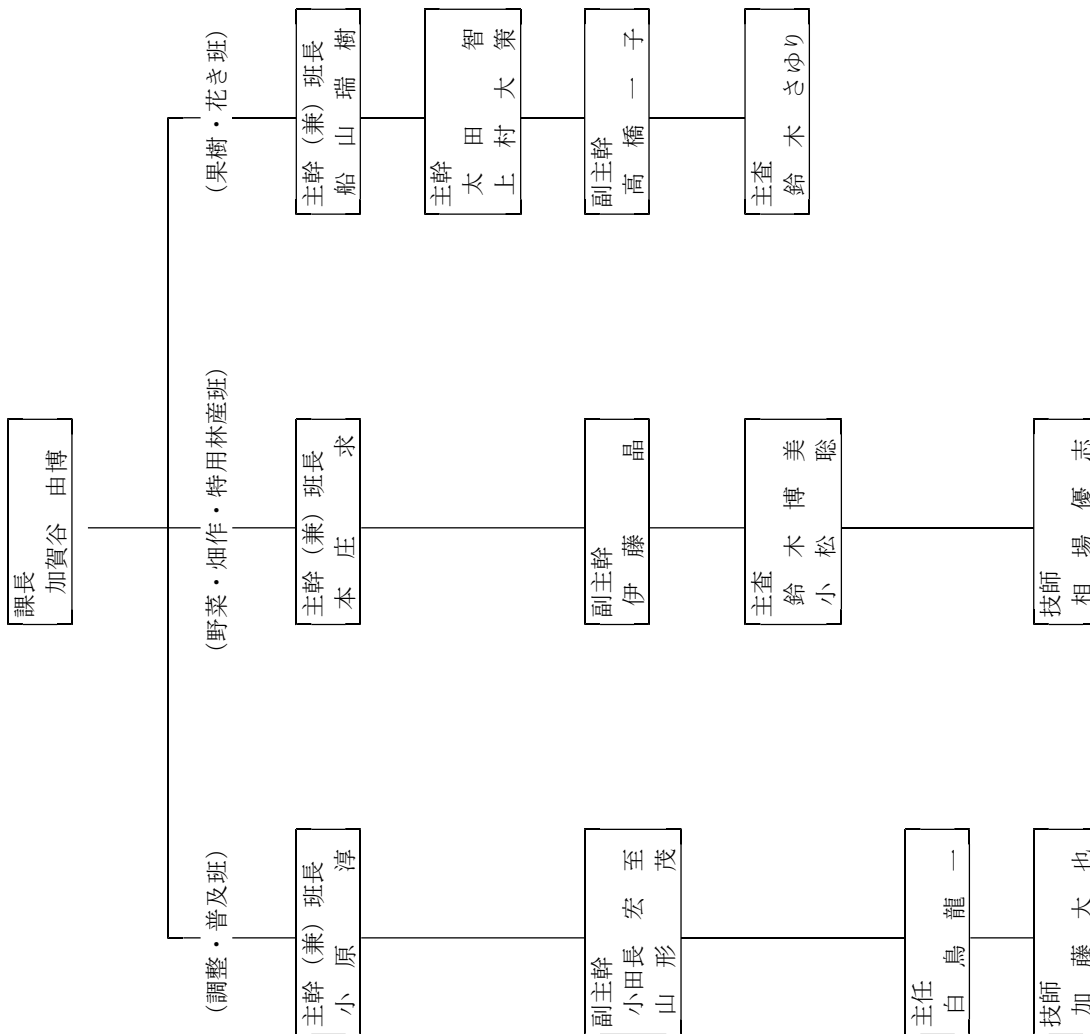 課長
加賀谷 由博
(調整・普及班)
主幹 (兼) 班長
小原 淳
副主幹
小田長 宏至
山形 茂
主任
白鳥 龍一
技師
加藤 大也
(野菜・畑作・特用林産班)
主幹 (兼) 班長
本庄 求
副主幹
伊藤 晶
主査
鈴木 博美
小松 聡
技師
相場 優志
(果樹・花き班)
主幹 (兼) 班長
船山 瑞樹
主幹
太田 智
上村 大策
副主幹
高橋 一子
主査
鈴木 さゆり